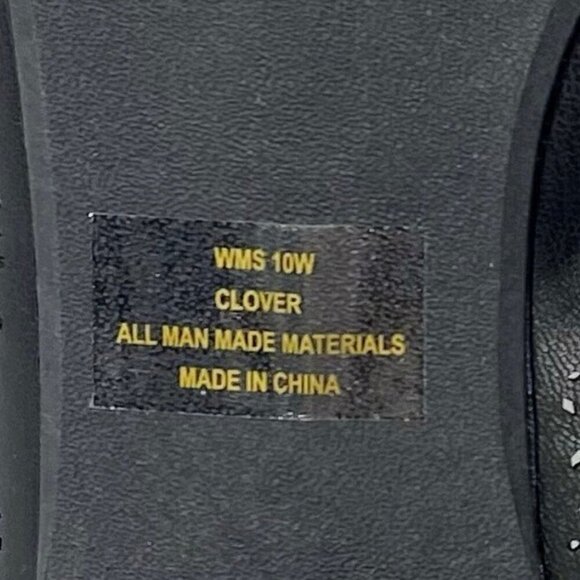 WMS 10W
CLOVER
ALL MAN MADE MATERIALS
MADE IN CHINA